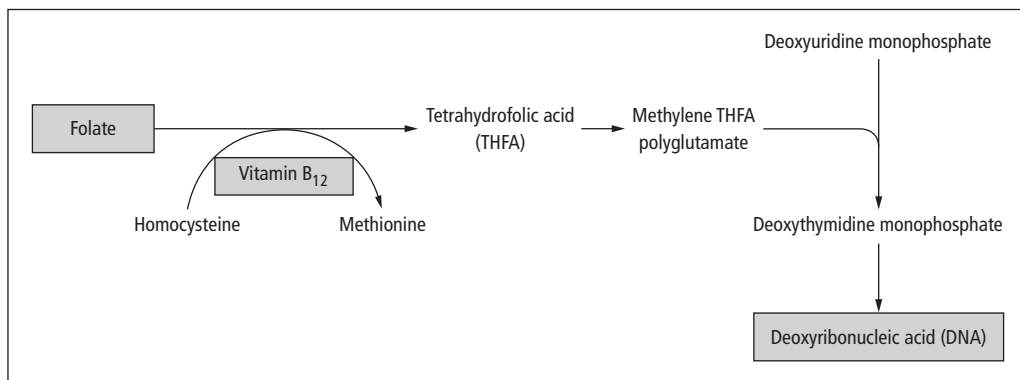 Deoxyuridine monophosphate
Folate
Tetrahydrofolic acid
(THFA)
Methylene THFA
polyglutamate
Vitamin B₁₂
Homocysteine
Methionine
Deoxythymidine monophosphate
Deoxyribonucleic acid (DNA)